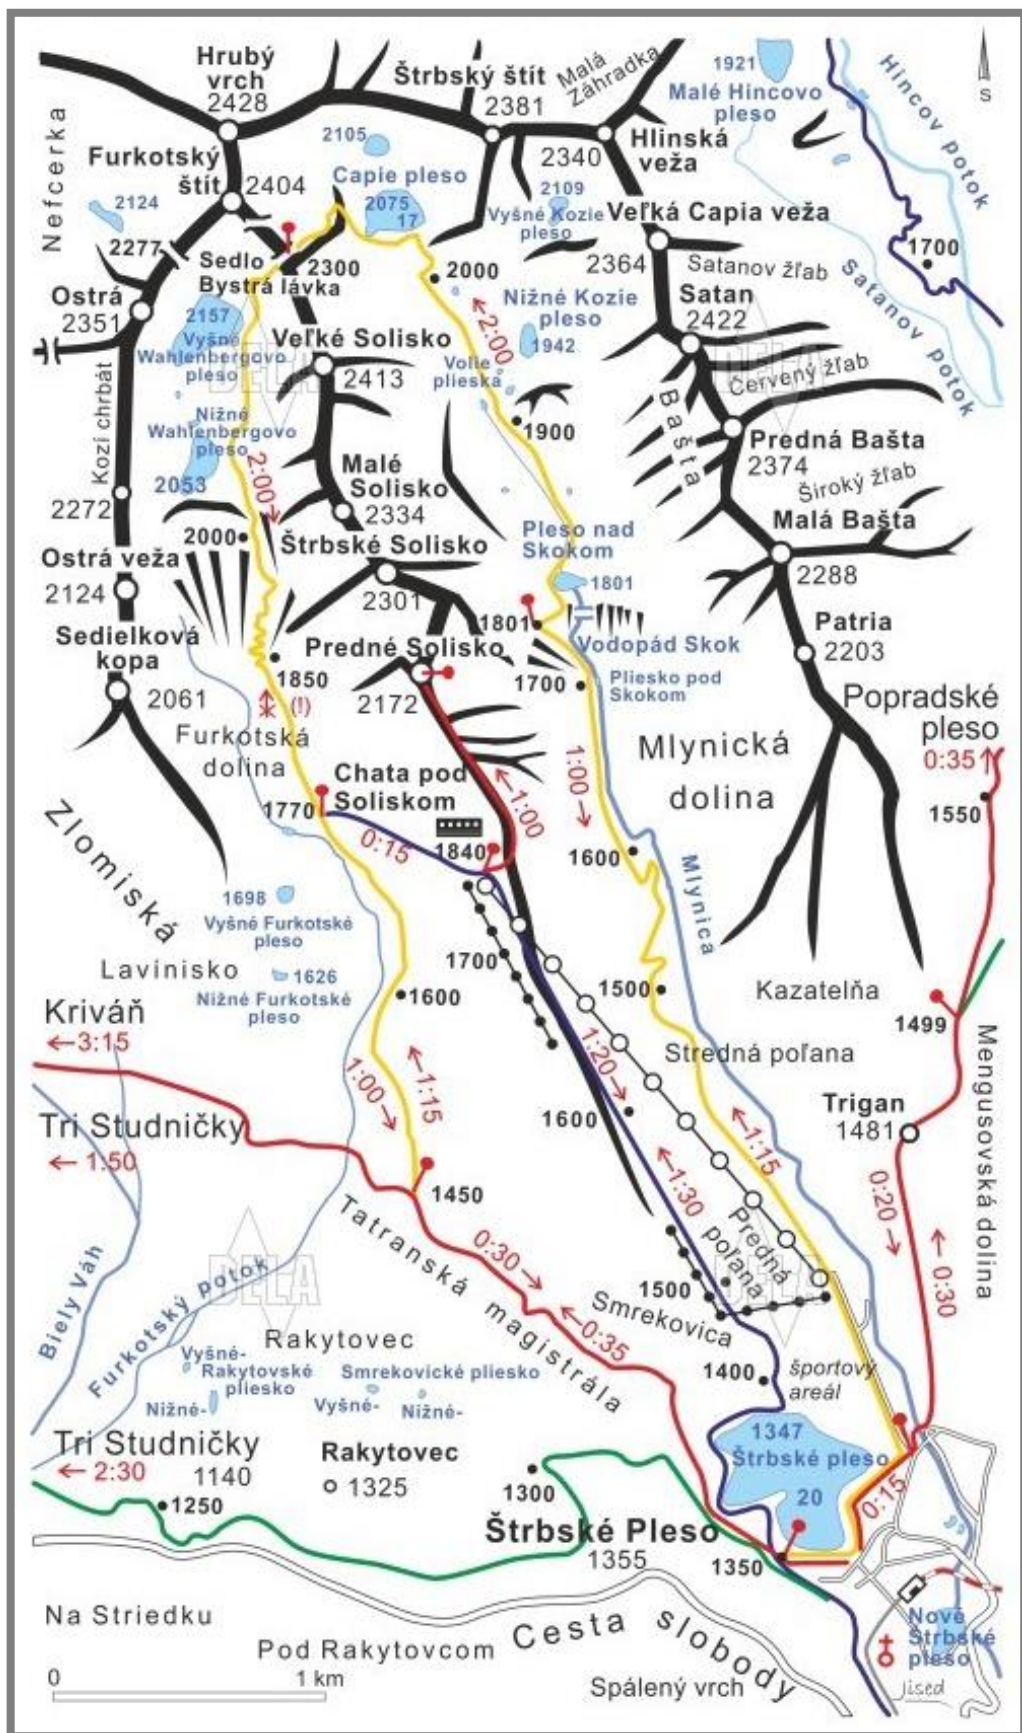 Hrubý
vrch
2428
Štrbský štít
2381
Malá
Záhradka
1921
Malé Hincovo
pleso
Hincov potok
S
Nefcerka
Furkotský
štít
2404
2105
Capie pleso
2075
17
2340
Hlinská
veža
2124
2277
2109
Vyšné Kozie
pleso
Veľká Capia veža
2364
Satanov žľab
1700
Satanov potok
Sedlo
Bystrá lávka
2300
2000
Ostrá
2351
2157
Vyšné
Wahlenbergovo
pleso
Nižné Kozie
pleso
1942
2:00
Satan
2422
Veľké Solisko
2413
Volie
plieska
DELA
DELA
Červený žľab
Bašta
Kozí chrbát
Nižné
Wahlenbergovo
pleso
2053
2:00
1900
Predná Bašta
2374
Široký žľab
Malé
Solisko
2334
2272
2000
Štrbské Solisko
2301
Pleso nad
Skokom
1801
Malá Bašta
2288
Ostrá veža
2124
Sedielková
kopa
2061
1801
Vodopád Skok
Patria
2203
Predné Solisko
2172
1850
(!)
1700
Pliesko pod
Skokom
Popradské
pleso
0:35
1550
Furkotská
dolina
Mlynická
dolina
Chata pod
Soliskom
1770
0:15
1840
1:00
1:00
1600
Mlynica
Zlomiská
1698
Vyšné Furkotské
pleso
Lavinisko
1626
Nižné Furkotské
pleso
1700
1600
1500
Kazatelňa
1499
Kriváň
3:15
1:20
Stredná poľana
Mengusovská dolina
1:00
1:15
1600
Trigan
1481
Tri Studničky
1:50
1450
1:15
1:30
0:20
0:30
Tatranská magistrála
0:30
0:35
Predná
poľana
1500
Smrekovica
DELA
DELA
Biely Váh
Furkotský potok
Rakytovec
Vyšné-
Rakytovské
pliesko
Nižné-
Smrekovické pliesko
Vyšné-
Nižné-
1400
športový
areál
Tri Studničky
2:30
1140
1250
Rakytovec
1325
1300
1347
Štrbské pleso
20
0:15
Štrbské Pleso
1355
1350
Na Striedku
Pod Rakytovcom
Cesta slobody
Spálený vrch
Nové
Štrbské
pleso
jised
0
1 km